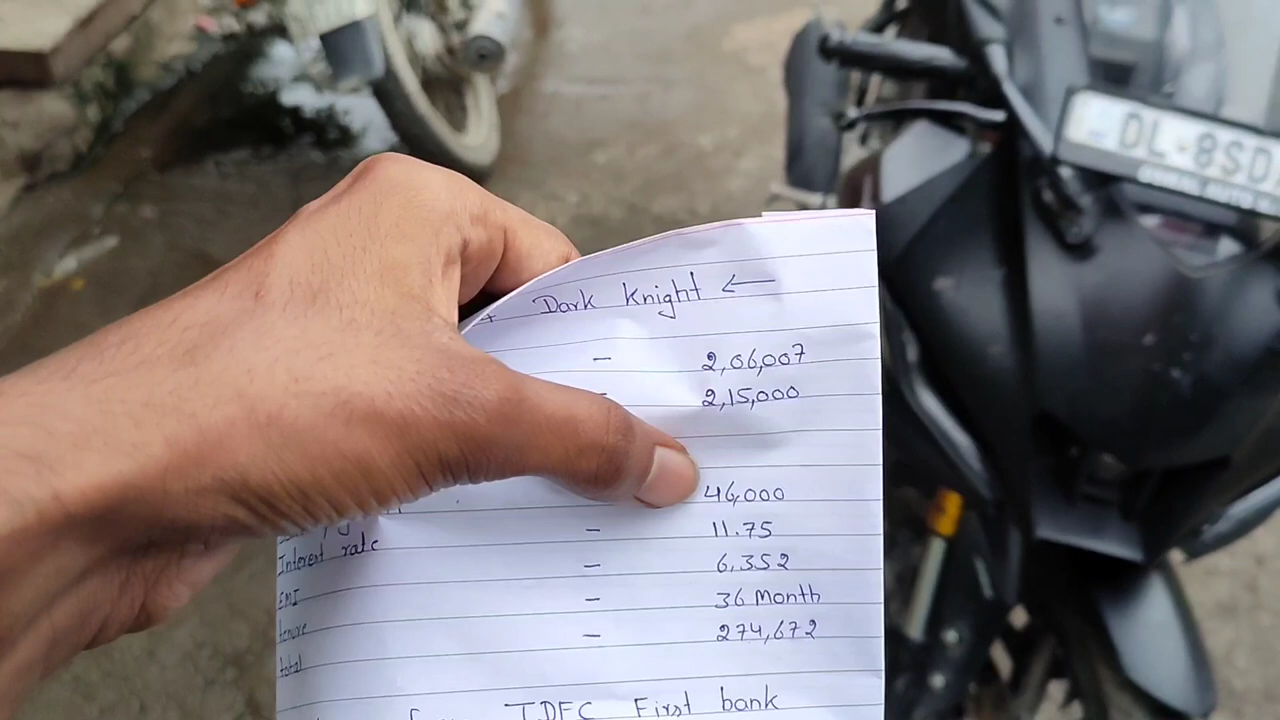 Dark Knight ←
- 2,06,007
- 2,15,000
46,000
Interest rate - 11.75
EMI - 6,352
tenure - 36 Month
total - 274,672
IDFC First bank
DL-8SD